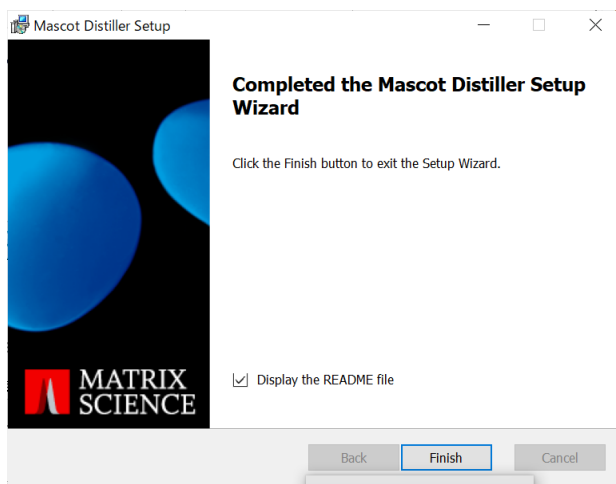 Mascot Distiller Setup
Completed the Mascot Distiller Setup
Wizard
Click the Finish button to exit the Setup Wizard.
Display the README file
MATRIX
SCIENCE
Back
Finish
Cancel